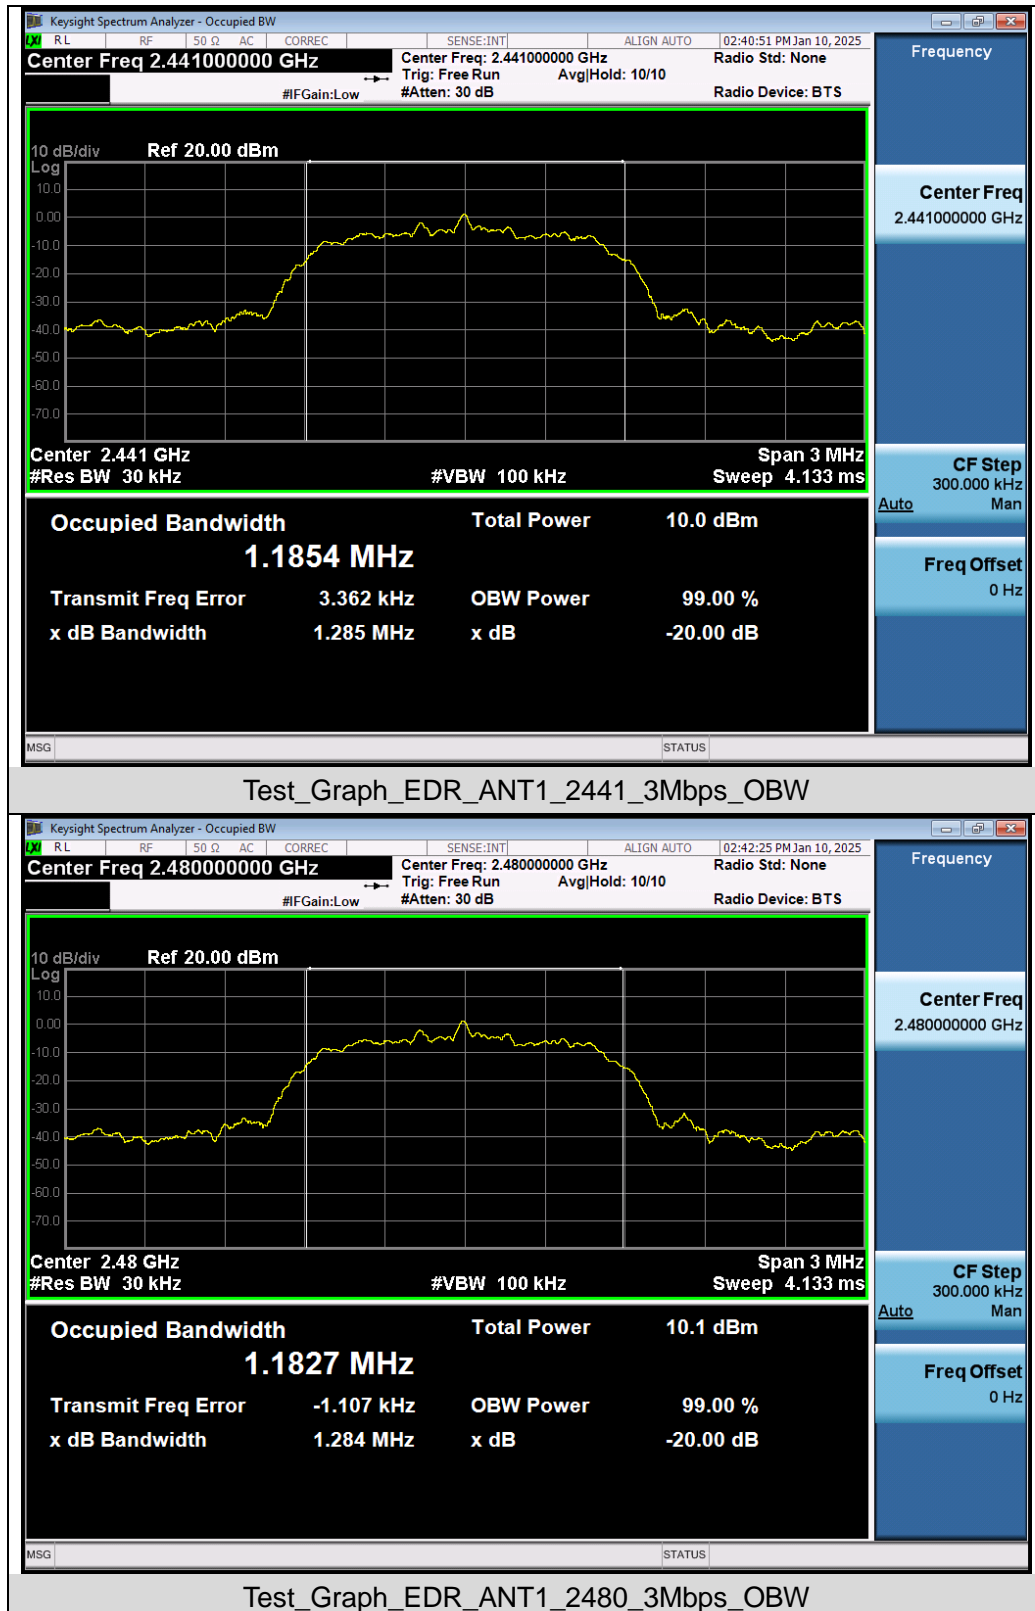 Keysight Spectrum Analyzer - Occupied BW
LXI RL RF 50 Ω AC CORREC SENSE:INT ALIGN AUTO 02:40:51 PM Jan 10, 2025
Center Freq 2.441000000 GHz Center Freq: 2.441000000 GHz Radio Std: None Frequency
Trig: Free Run Avg|Hold: 10/10
#IFGain:Low #Atten: 30 dB Radio Device: BTS
10 dB/div Ref 20.00 dBm
Log
10.0
0.00
-10.0
-20.0
-30.0
-40.0
-50.0
-60.0
-70.0
Center Freq
2.441000000 GHz
Center 2.441 GHz Span 3 MHz
#Res BW 30 kHz #VBW 100 kHz Sweep 4.133 ms
CF Step
300.000 kHz
Auto Man
Occupied Bandwidth Total Power 10.0 dBm
1.1854 MHz
Transmit Freq Error 3.362 kHz OBW Power 99.00 %
x dB Bandwidth 1.285 MHz x dB -20.00 dB
Freq Offset
0 Hz
MSG STATUS
Test_Graph_EDR_ANT1_2441_3Mbps_OBW
Keysight Spectrum Analyzer - Occupied BW
LXI RL RF 50 Ω AC CORREC SENSE:INT ALIGN AUTO 02:42:25 PM Jan 10, 2025
Center Freq 2.480000000 GHz Center Freq: 2.480000000 GHz Radio Std: None Frequency
Trig: Free Run Avg|Hold: 10/10
#IFGain:Low #Atten: 30 dB Radio Device: BTS
10 dB/div Ref 20.00 dBm
Log
10.0
0.00
-10.0
-20.0
-30.0
-40.0
-50.0
-60.0
-70.0
Center Freq
2.480000000 GHz
Center 2.48 GHz Span 3 MHz
#Res BW 30 kHz #VBW 100 kHz Sweep 4.133 ms
CF Step
300.000 kHz
Auto Man
Occupied Bandwidth Total Power 10.1 dBm
1.1827 MHz
Transmit Freq Error -1.107 kHz OBW Power 99.00 %
x dB Bandwidth 1.284 MHz x dB -20.00 dB
Freq Offset
0 Hz
MSG STATUS
Test_Graph_EDR_ANT1_2480_3Mbps_OBW